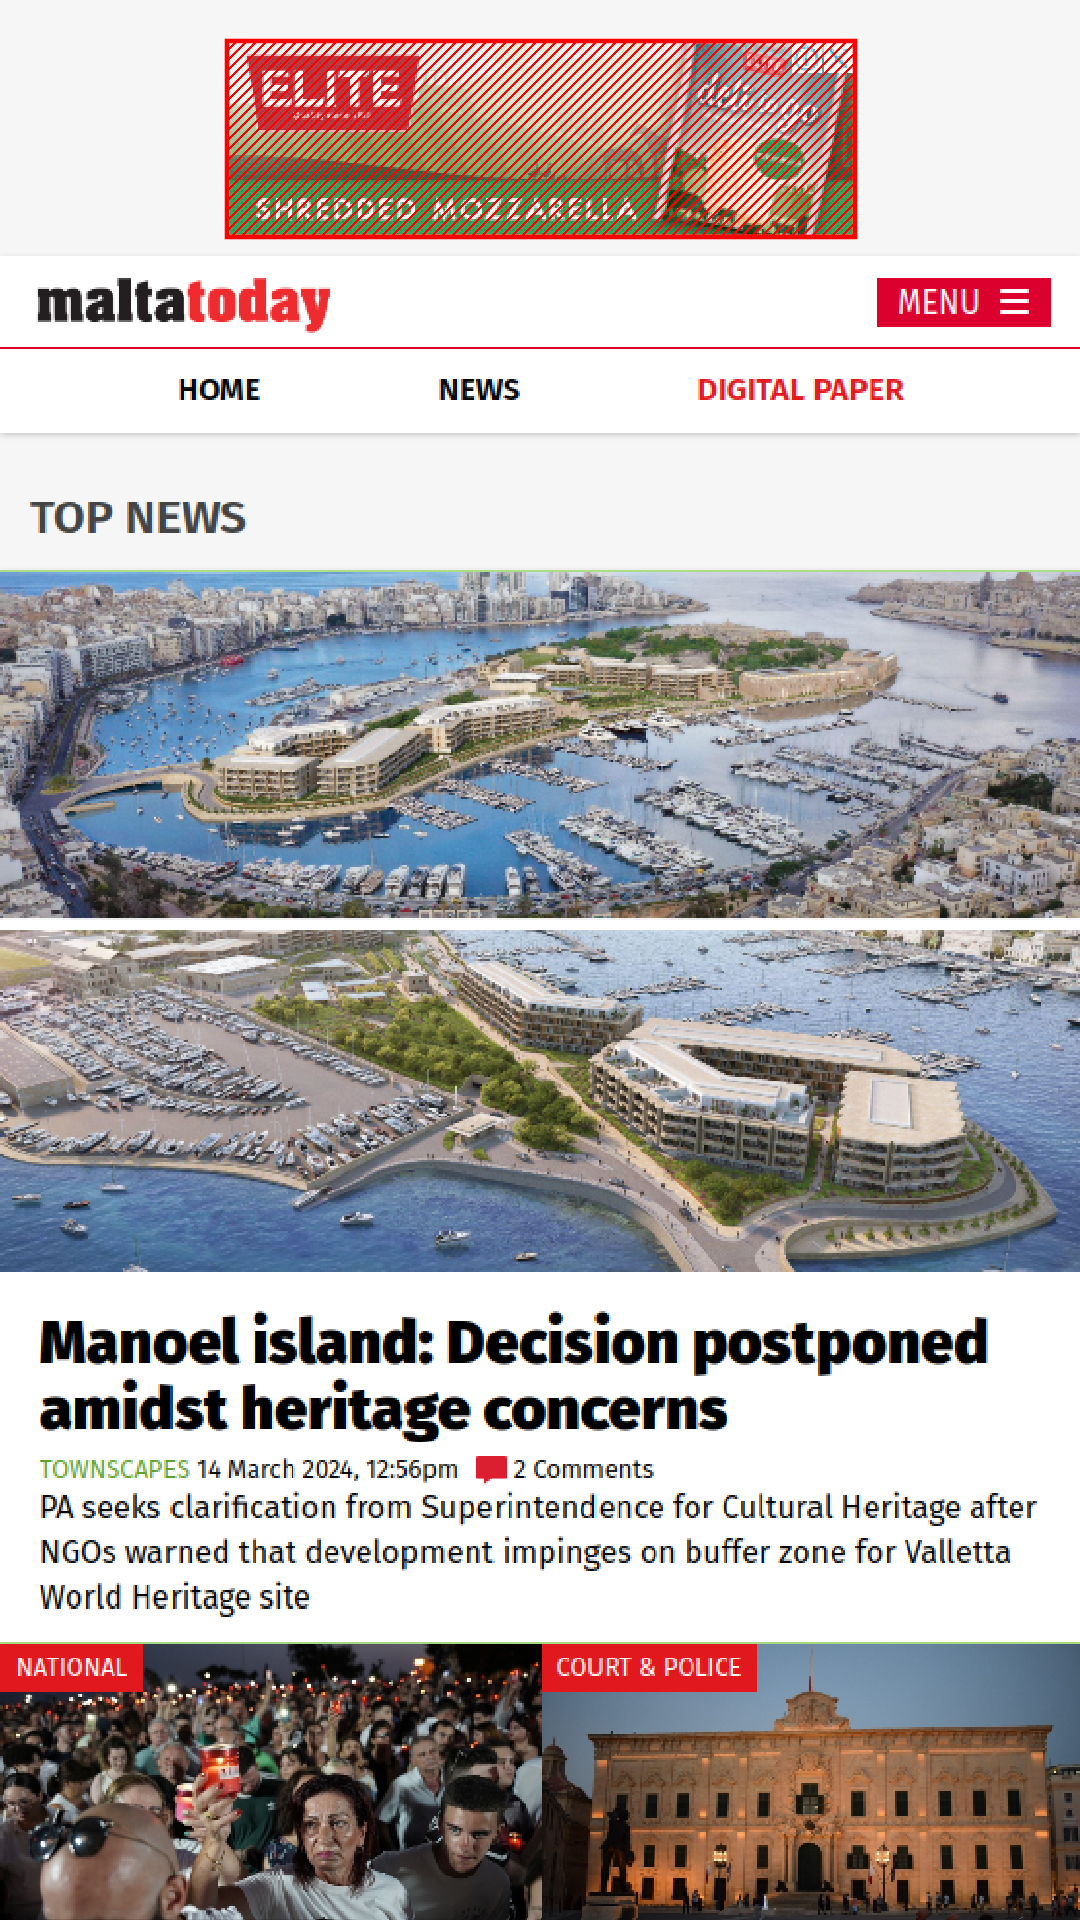 ELITE
SHREDDED MOZZARELLA
maltatoday
MENU
HOME
NEWS
DIGITAL PAPER
TOP NEWS
Manoel island: Decision postponed
amidst heritage concerns
TOWNSCAPES 14 March 2024, 12:56pm 2 Comments
PA seeks clarification from Superintendence for Cultural Heritage after
NGOs warned that development impinges on buffer zone for Valletta
World Heritage site
NATIONAL
COURT & POLICE